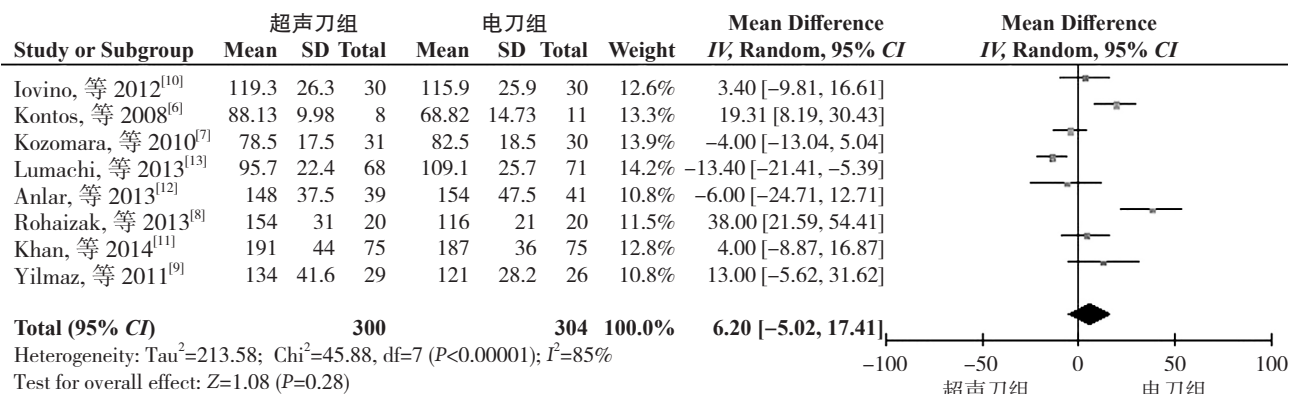 超声刀组 电刀组 Mean Difference Mean Difference
Study or Subgroup Mean SD Total Mean SD Total Weight IV, Random, 95% CI IV, Random, 95% CI
Iovino, 等 2012[10] 119.3 26.3 30 115.9 25.9 30 12.6% 3.40 [−9.81, 16.61]
Kontos, 等 2008[6] 88.13 9.98 8 68.82 14.73 11 13.3% 19.31 [8.19, 30.43]
Kozomara, 等 2010[7] 78.5 17.5 31 82.5 18.5 30 13.9% −4.00 [−13.04, 5.04]
Lumachi, 等 2013[13] 95.7 22.4 68 109.1 25.7 71 14.2% −13.40 [−21.41, −5.39]
Anlar, 等 2013[12] 148 37.5 39 154 47.5 41 10.8% −6.00 [−24.71, 12.71]
Rohaizak, 等 2013[8] 154 31 20 116 21 20 11.5% 38.00 [21.59, 54.41]
Khan, 等 2014[11] 191 44 75 187 36 75 12.8% 4.00 [−8.87, 16.87]
Yilmaz, 等 2011[9] 134 41.6 29 121 28.2 26 10.8% 13.00 [−5.62, 31.62]
Total (95% CI) 300 304 100.0% 6.20 [−5.02, 17.41]
Heterogeneity: Tau²=213.58; Chi²=45.88, df=7 (P<0.00001); I²=85%
Test for overall effect: Z=1.08 (P=0.28)
−100 −50 0 50 100
超声刀组 电刀组